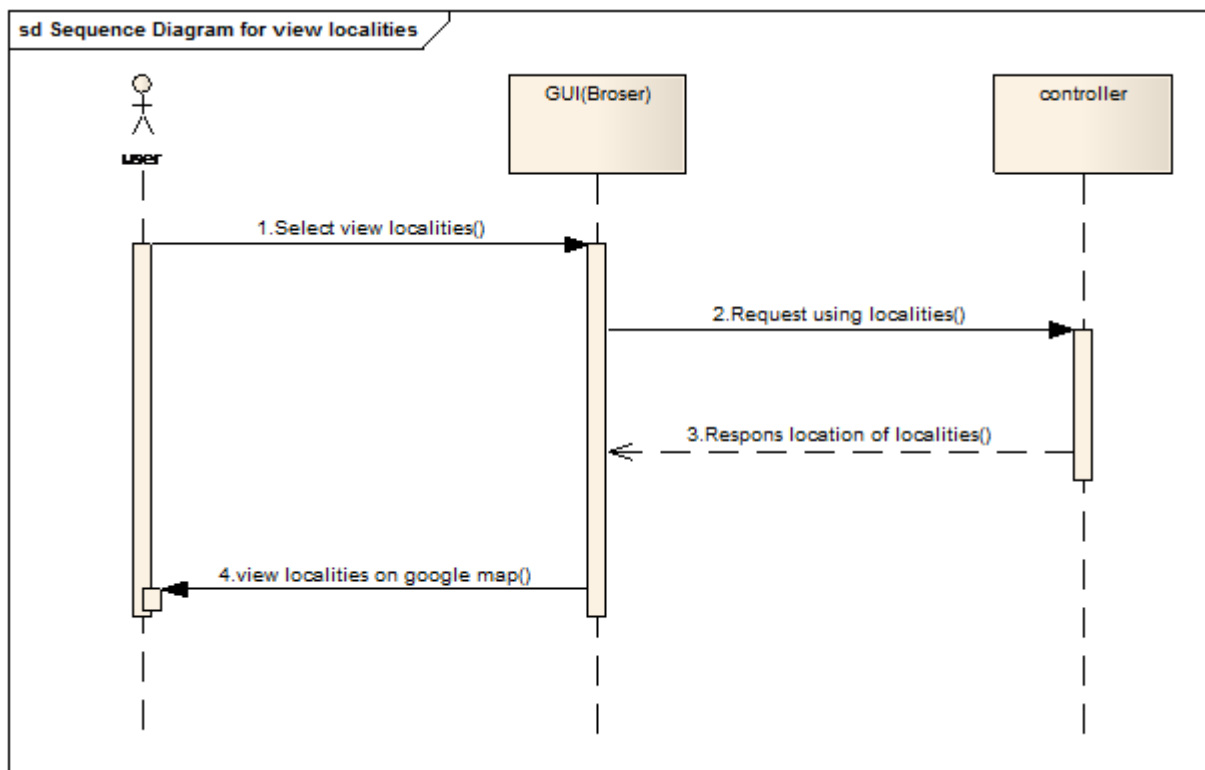 sd Sequence Diagram for view localities
user
GUI(Broser)
controller
1.Select view localities()
2.Request using localities()
3.Respons location of localities()
4.view localities on google map()